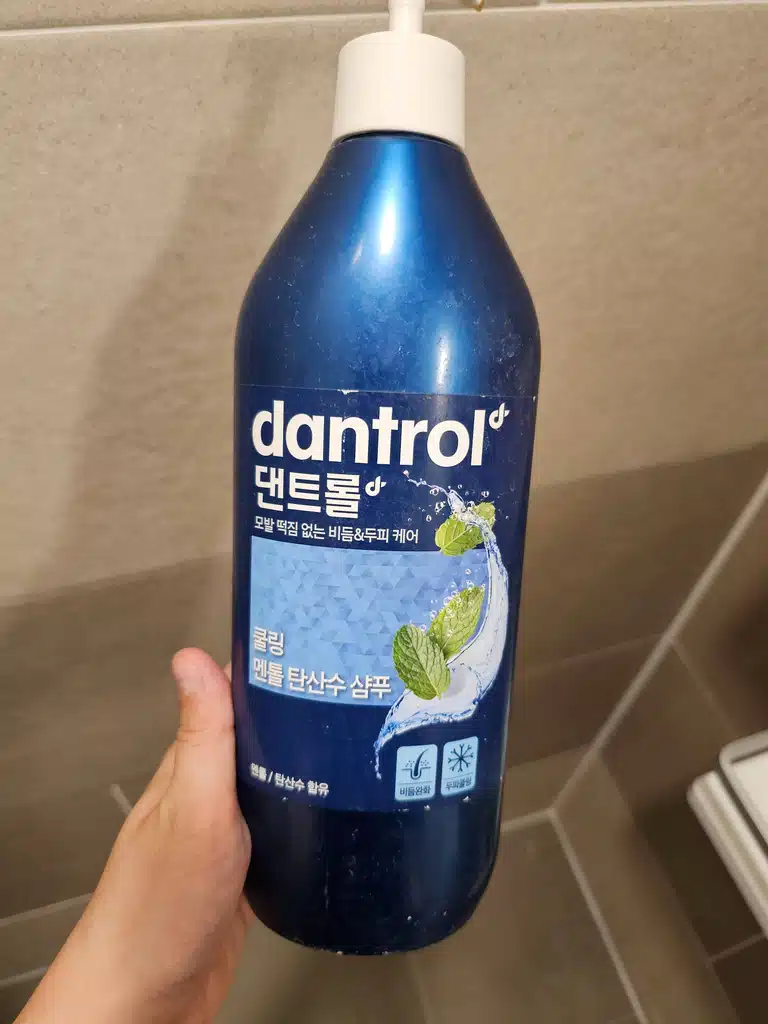 dantrol
댄트롤
모발 떡짐 없는 비듬&두피 케어
쿨링
멘톨 탄산수 샴푸
멘톨 / 탄산수 함유
비듬완화